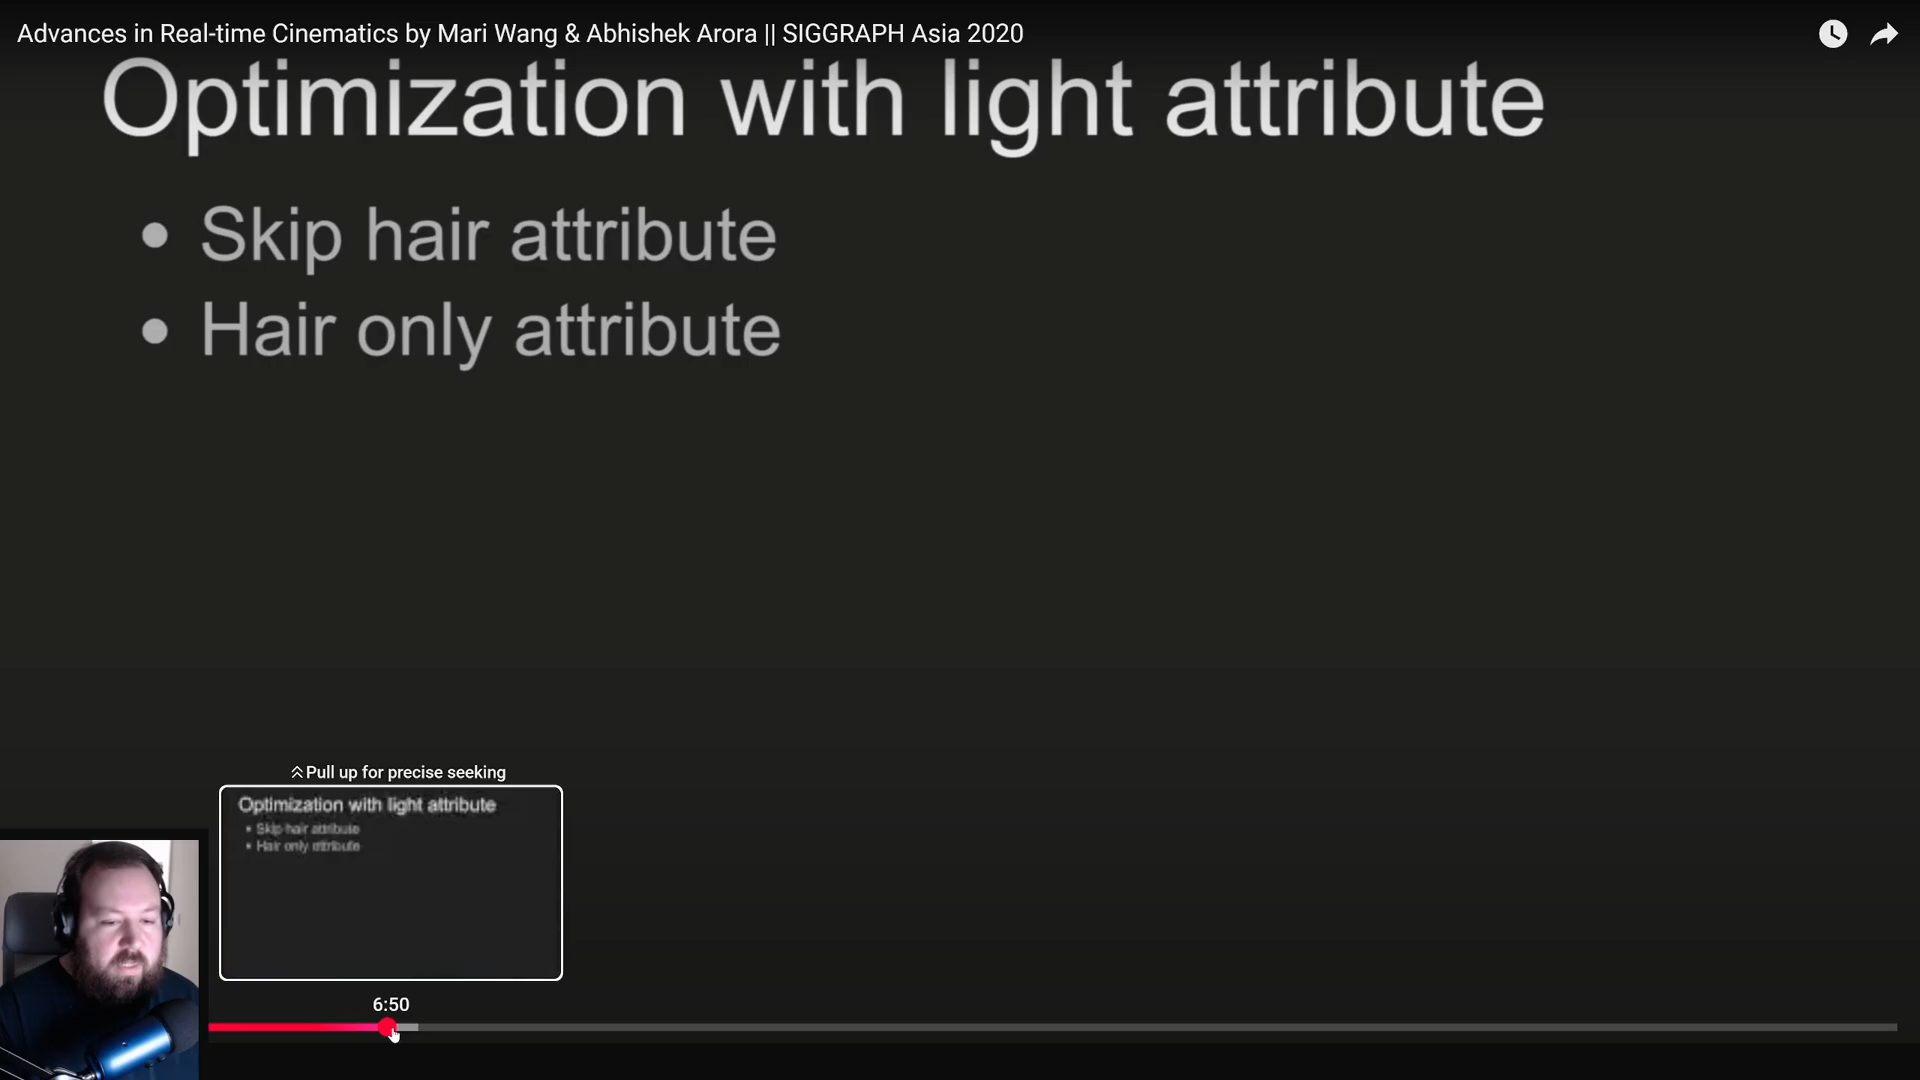 Advances in Real-time Cinematics by Mari Wang & Abhishek Arora || SIGGRAPH Asia 2020
Optimization with light attribute
• Skip hair attribute
• Hair only attribute
Pull up for precise seeking
Optimization with light attribute
• Skip hair attribute
• Hair only attribute
6:50